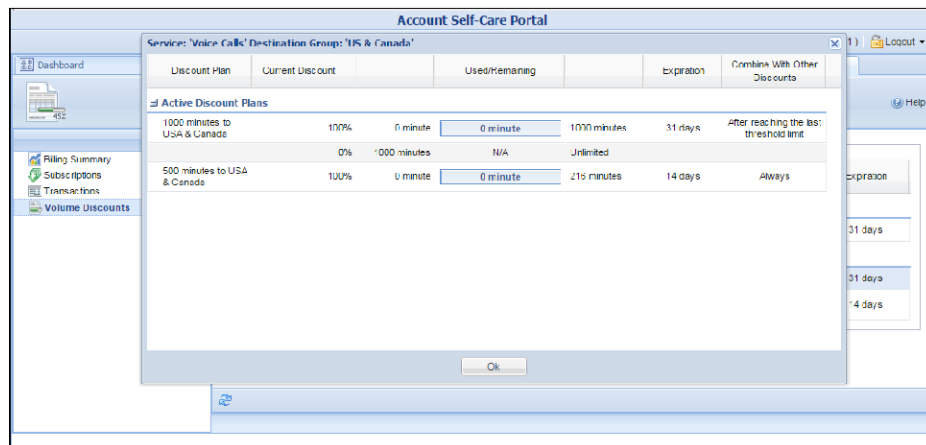 Account Self-Care Portal
Service: 'Voice Calls' Destination Group: 'US & Canada'
1 )
Logout
Dashboard
Discount Plan
Current Discount
Used/Remaining
Expiration
Combine With Other
Discounts
Help
Active Discount Plans
1000 minutes to
USA & Canada
100%
0 minute
0 minute
1000 minutes
31 days
After reaching the last
threshold limit
0%
1000 minutes
N/A
Unlimited
500 minutes to USA
& Canada
100%
0 minute
0 minute
216 minutes
14 days
Always
Billing Summary
Subscriptions
Transactions
Volume Discounts
Expiration
31 days
31 days
14 days
Ok